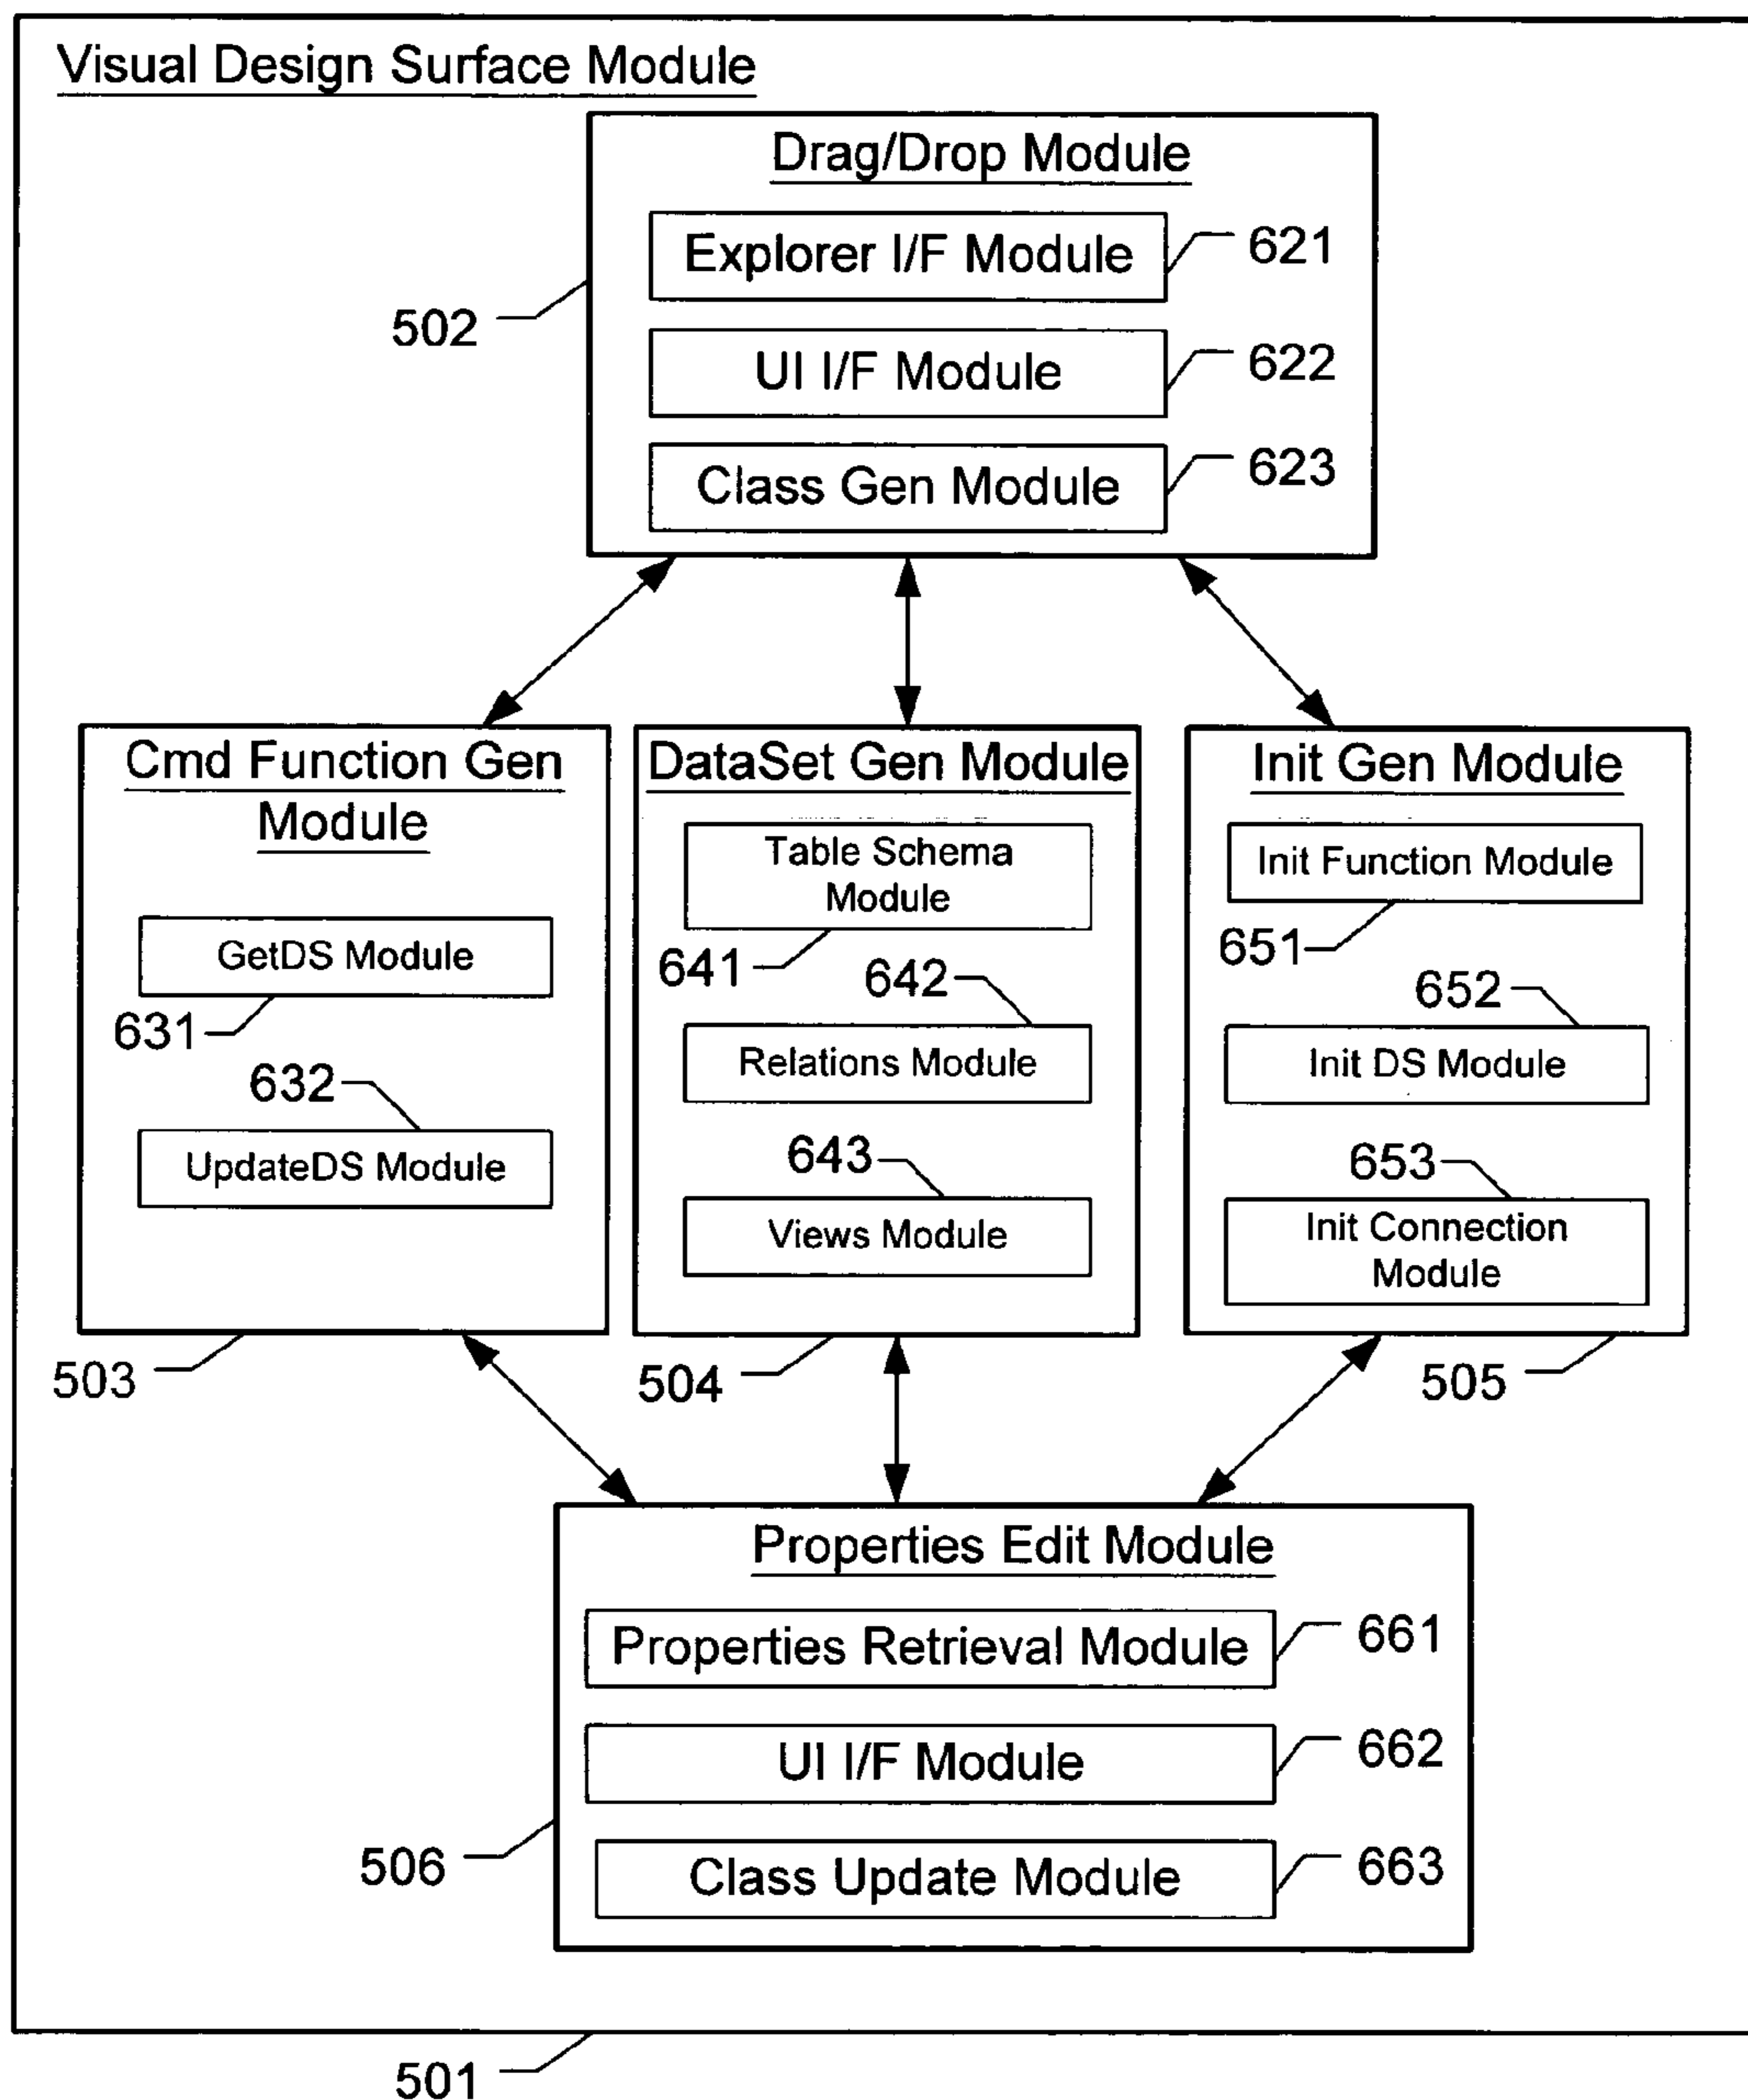 Visual Design Surface Module
Drag/Drop Module
Explorer I/F Module
621
502
UI I/F Module
622
Class Gen Module
623
Cmd Function Gen
Module
GetDS Module
631
632
UpdateDS Module
503
DataSet Gen Module
Table Schema
Module
641
642
Relations Module
643
Views Module
504
Init Gen Module
Init Function Module
651
652
Init DS Module
653
Init Connection
Module
505
Properties Edit Module
Properties Retrieval Module
661
UI I/F Module
662
506
Class Update Module
663
501